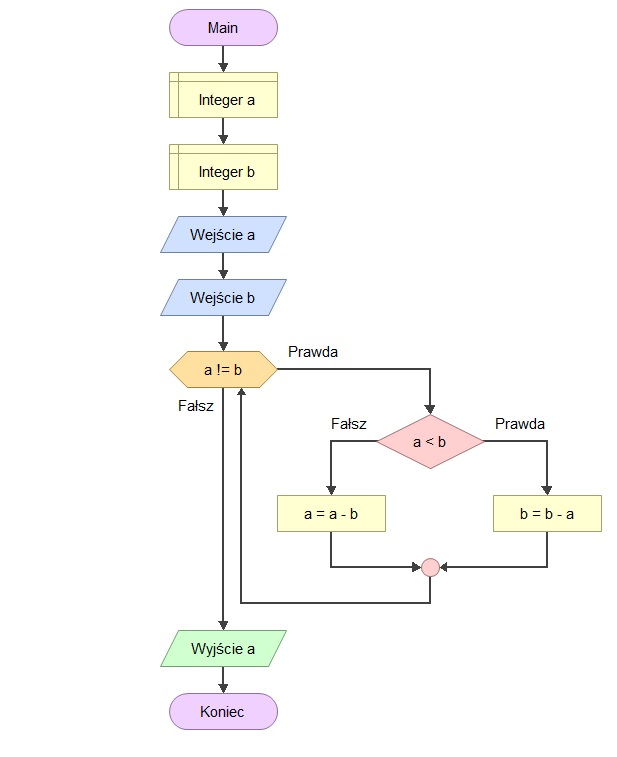 Main
Integer a
Integer b
Wejście a
Wejście b
a != b
Prawda
Fałsz
a < b
Fałsz
Prawda
a = a - b
b = b - a
Wyjście a
Koniec